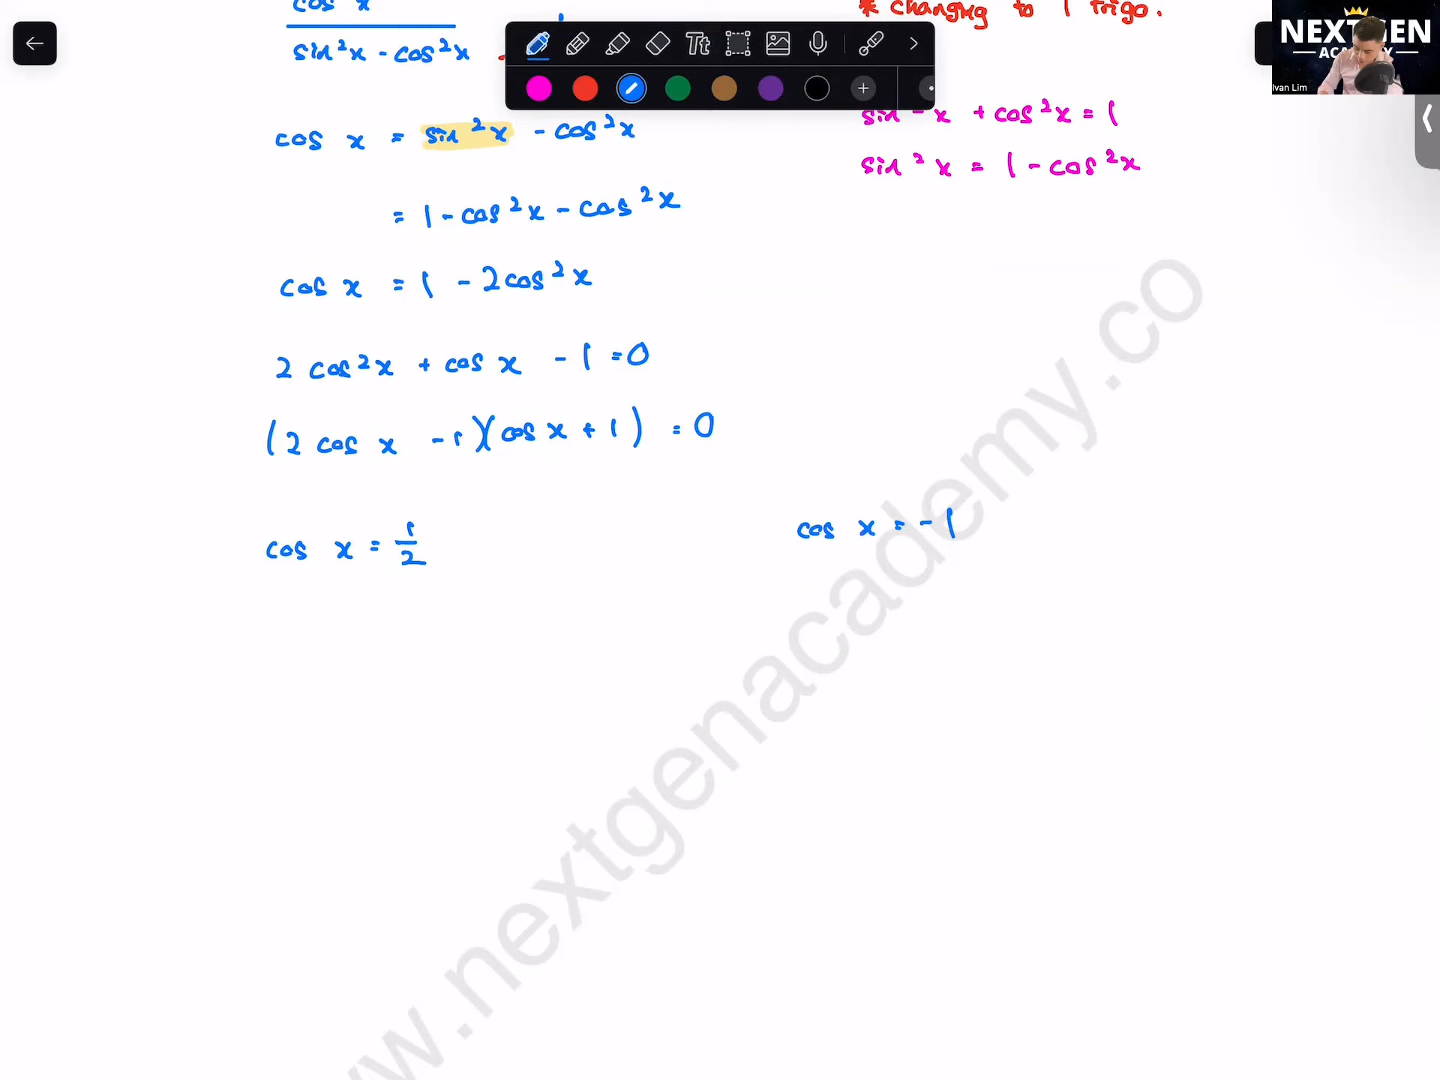 cos x
sin²x - cos²x
* changing to 1 trigo.
NEXTGEN
ACADEMY
Ivan Lim
Tt
cos x = sin²x - cos²x
sin²x + cos²x = 1
sin²x = 1 - cos²x
= 1 - cos²x - cos²x
cos x = 1 - 2cos²x
2 cos²x + cos x - 1 = 0
(2 cos x - 1)(cos x + 1) = 0
cos x = 1/2
cos x = -1
www.nextgenacademy.co